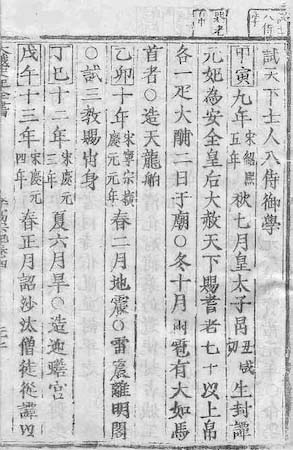 試天下士人入侍御學
甲寅九年宋紹熙五年秋七月皇太子旵丑咸切生封譚
元妃為安全皇后大赦天下賜耆者七十以上帛
各一疋大酺二日于廟○冬十月雨雹有大如馬
首者○造天龍舶
乙卯十年宋寧宗擴慶元元年春二月地震○雷震離明閣
○試三教賜出身
丁巳十二年宋慶元三年夏六月旱○造迎蟾宮
戊午十三年宋慶元四年春正月詔沙汰僧徒從譚以